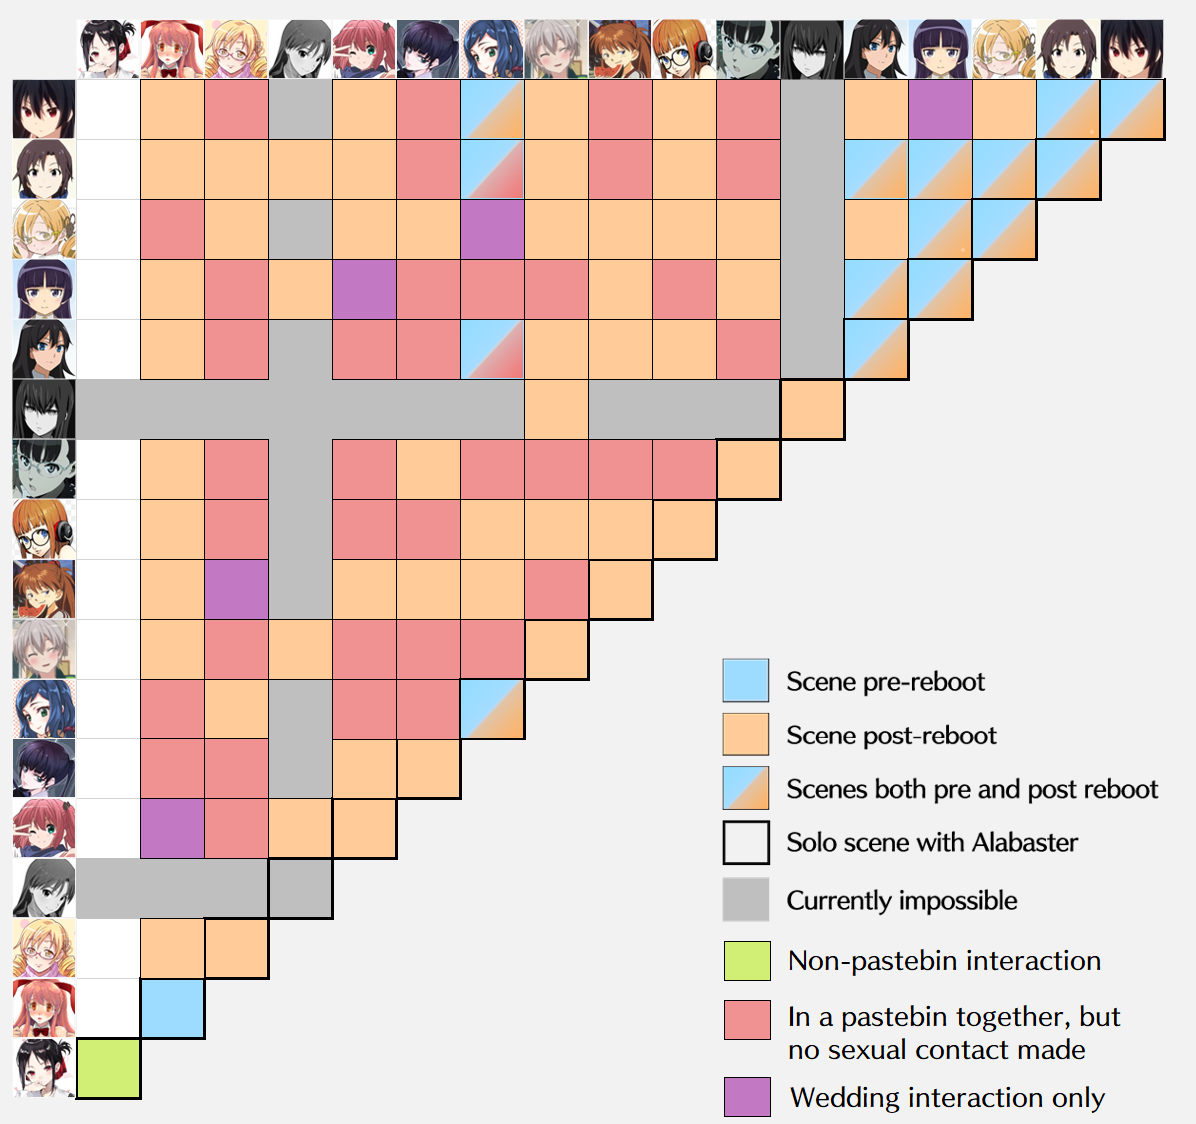 Scene pre-reboot
Scene post-reboot
Scenes both pre and post reboot
Solo scene with Alabaster
Currently impossible
Non-pastebin interaction
In a pastebin together, but
no sexual contact made
Wedding interaction only